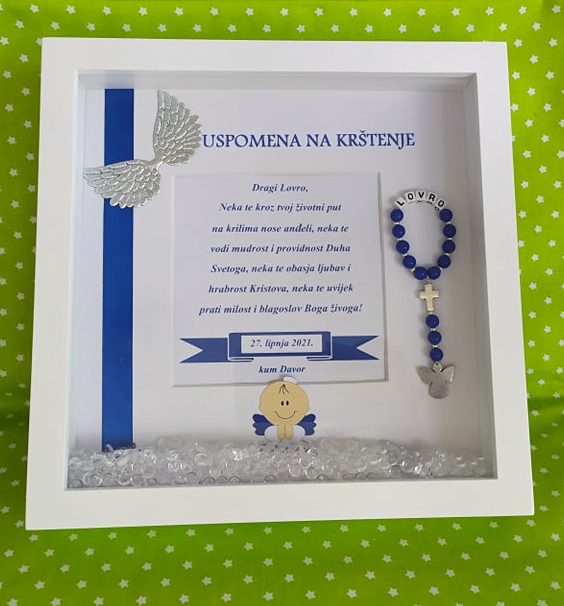 USPOMENA NA KRŠTENJE
Dragi Lovro,
Neka te kroz tvoj životni put
na krilima nose anđeli, neka te
vodi mudrost i providnost Duha
Svetoga, neka te obasja ljubav i
hrabrost Kristova, neka te uvijek
prati milost i blagoslov Boga živoga!
27. lipnja 2021.
kum Davor
LOVRO